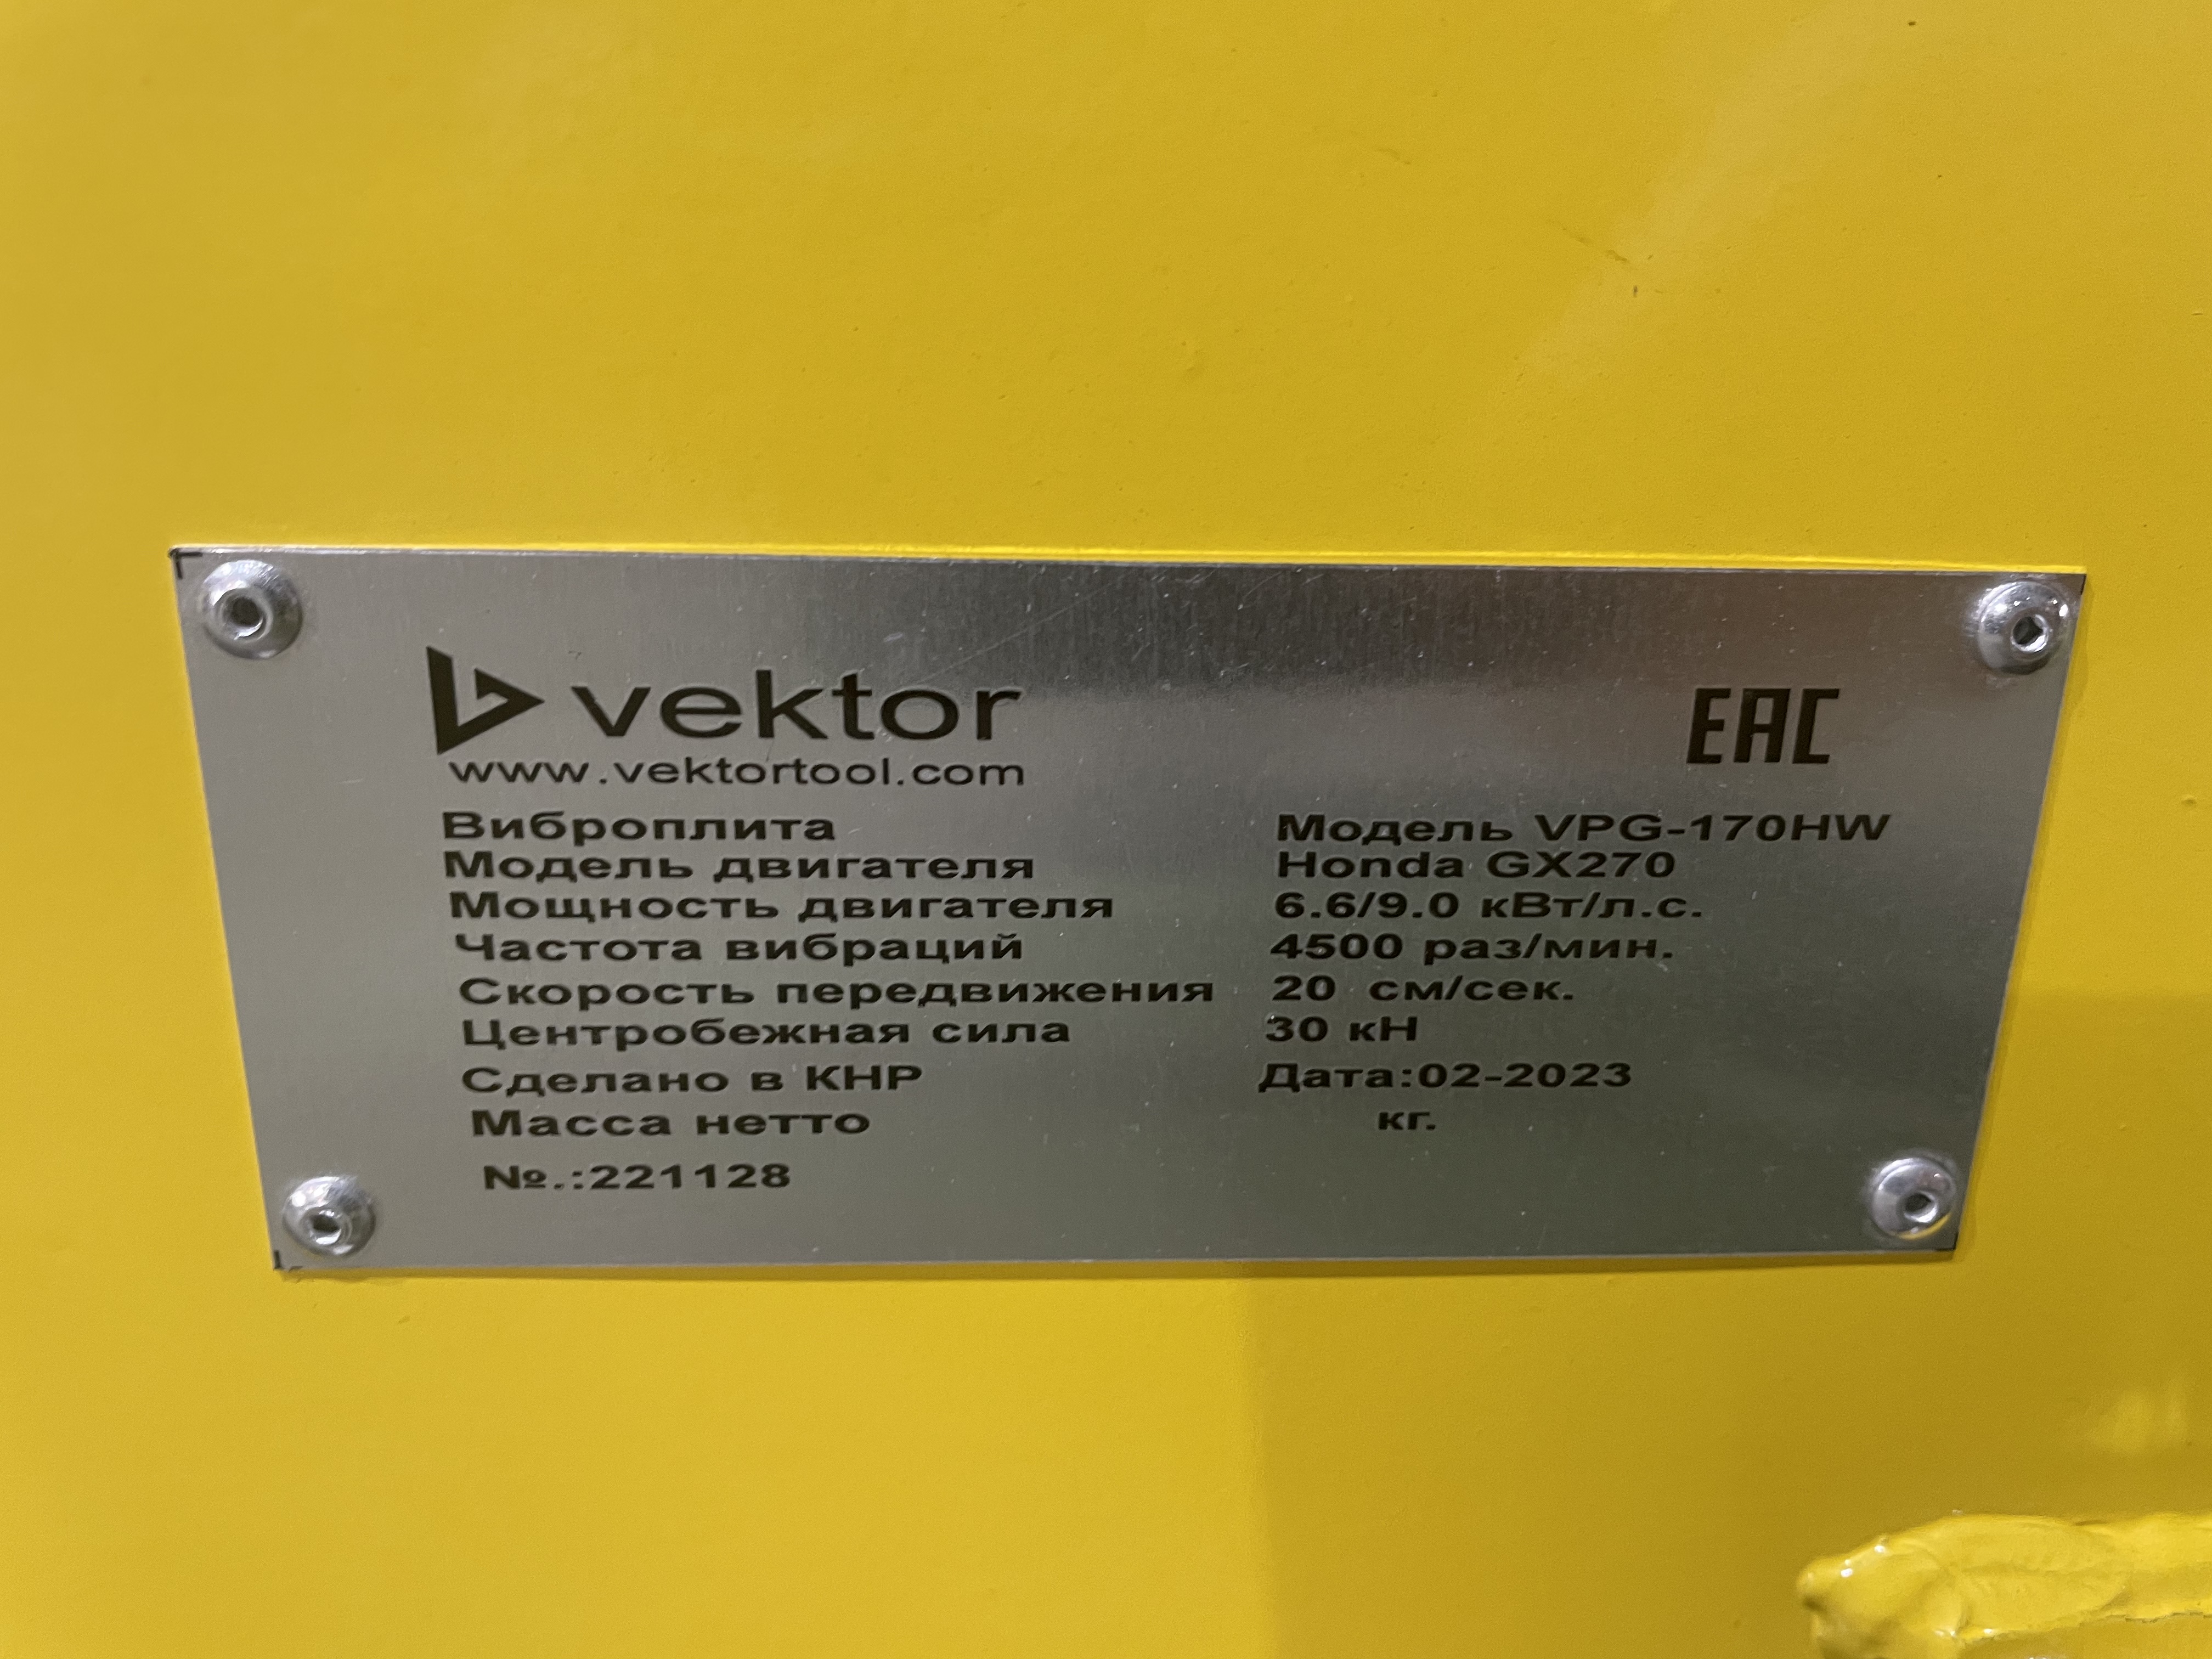 vektor
EAC
www.vektortool.com
Виброплита Модель VPG-170HW
Модель двигателя Honda GX270
Мощность двигателя 6.6/9.0 кВт/л.с.
Частота вибраций 4500 раз/мин.
Скорость передвижения 20 см/сек.
Центробежная сила 30 кН
Сделано в КНР Дата:02-2023
Масса нетто кг.
№.:221128